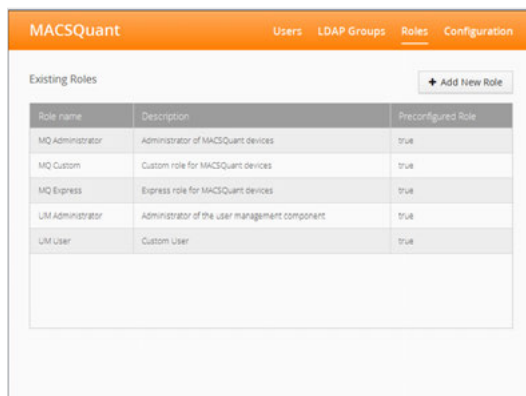 MACSQuant Users LDAP Groups Roles Configuration
Existing Roles + Add New Role
Role name Description Preconfigured Role
MQ Administrator Administrator of MACSQuant devices true
MQ Custom Custom role for MACSQuant devices true
MQ Express Express role for MACSQuant devices true
UM Administrator Administrator of the user management component true
UM User Custom User true